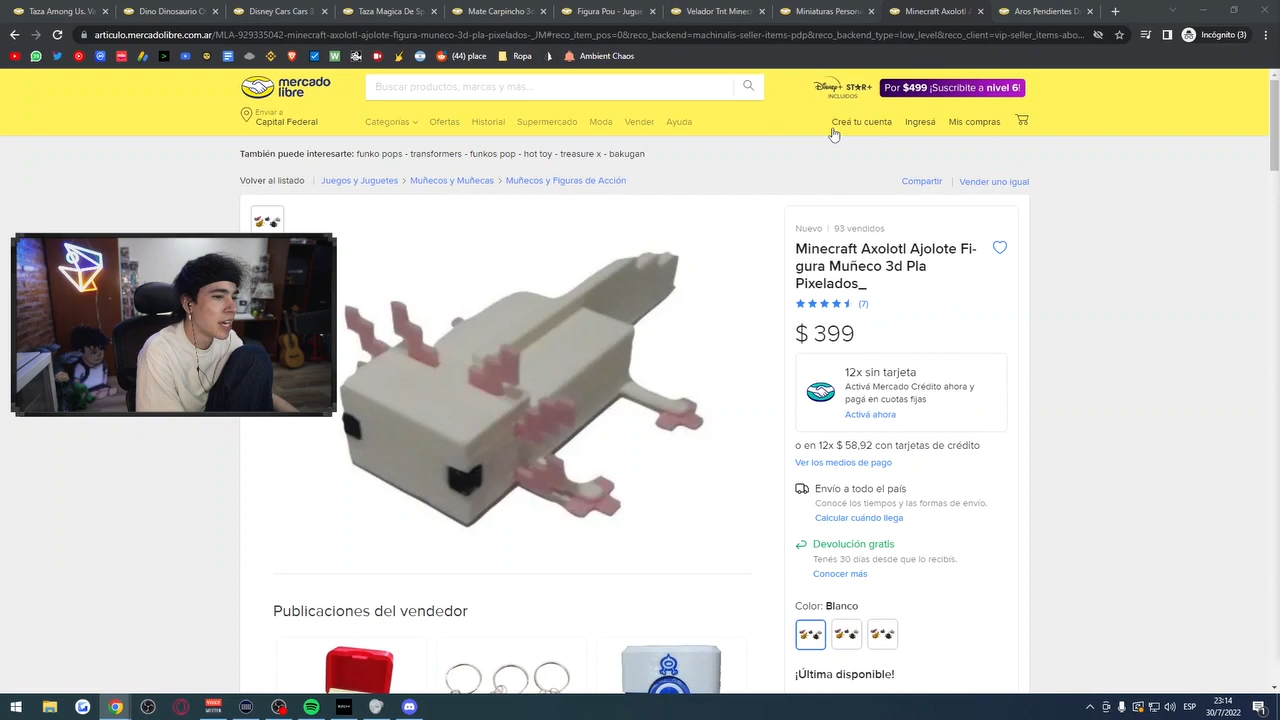 Taza Among Us, Va
Dino Dinosaurio O
Disney Cars Cars 3
Taza Magica De Sp
Mate Capitchino 3d
Figura Pou - Jugue
Velador Tnt Minec
Miniaturas Persona
Minecraft Axolotl A
Aros Pendientes D
articulo.mercadolibre.com.ar/MLA-929335042-minecraft-axolotl-ajolote-figura-muneco-3d-pla-pixelados-_JM#reco_item_pos=0&reco_backend=machinalis-seller-items-pdp&reco_backend_type=low_level&reco_client=vip-seller_items-abo...
Incógnito (3)
(44) place
Ropa
Ambient Chaos
mercado
libre
Buscar productos, marcas y más...
Disney+ STAR+
INCLUIDOS
Por $499 ¡Suscribite a nivel 6!
Enviar a
Capital Federal
Categorías
Ofertas
Historial
Supermercado
Moda
Vender
Ayuda
Creá tu cuenta
Ingresá
Mis compras
También puede interesarte: funko pops - transformers - funkos pop - hot toy - treasure x - bakugan
Volver al listado
Juegos y Juguetes > Muñecos y Muñecas > Muñecos y Figuras de Acción
Compartir
Vender uno igual
Nuevo | 93 vendidos
Minecraft Axolotl Ajolote Fi-
gura Muñeco 3d Pla
Pixelados_
(7)
$ 399
12x sin tarjeta
Activá Mercado Crédito ahora y
pagá en cuotas fijas
Activá ahora
o en 12x $ 58,92 con tarjetas de crédito
Ver los medios de pago
Envío a todo el país
Conocé los tiempos y las formas de envío.
Calcular cuándo llega
Devolución gratis
Tenés 30 días desde que lo recibís.
Conocer más
Color: Blanco
¡Última disponible!
Publicaciones del vendedor
ESP
23:14
30/7/2022